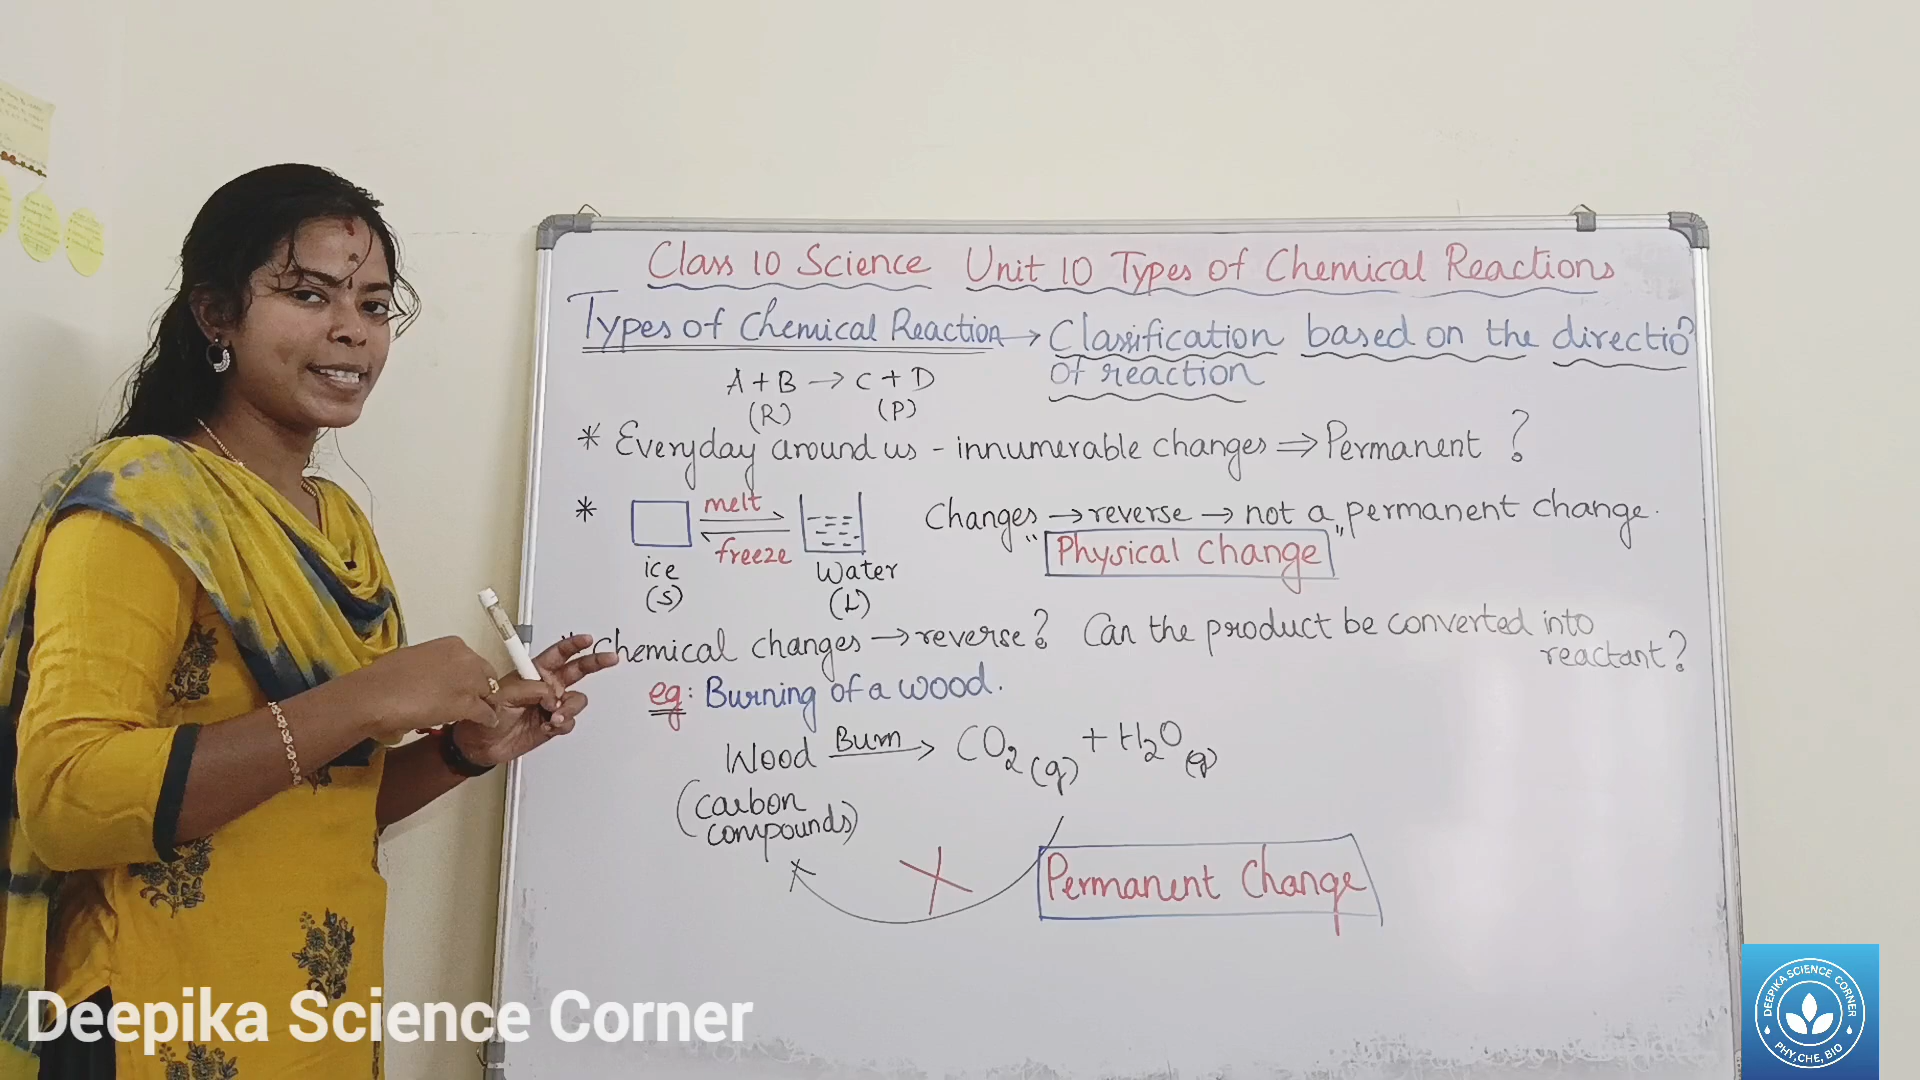 Class 10 Science Unit 10 Types of Chemical Reactions
Types of Chemical Reaction → Classification based on the directio?
of reaction
A + B → C + D
(R) (P)
* Everyday around us - innumerable changes ⇒ Permanent ?
* melt
freeze
ice
(S)
Water
(L)
Changes → reverse → not a permanent change.
"Physical change"
* Chemical changes → reverse? Can the product be converted into
reactant?
eg: Burning of a wood.
Wood Burn → CO2(g) + H2O(g)
(carbon
compounds)
X
Permanent Change
Deepika Science Corner
DEEPIKA SCIENCE CORNER
PHY, CHE, BIO